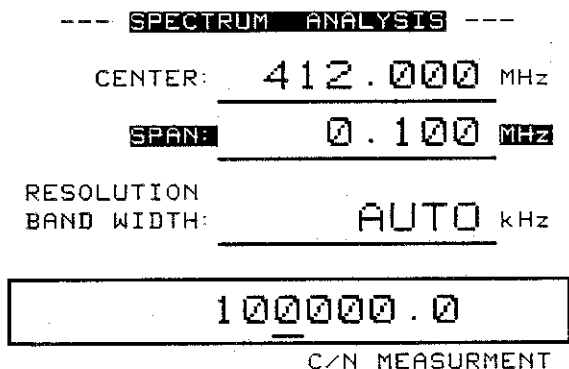 --- SPECTRUM ANALYSIS ---
CENTER: 412.000 MHz
SPAN: 0.100 MHz
RESOLUTION
BAND WIDTH: AUTO kHz
100000.0
C/N MEASURMENT